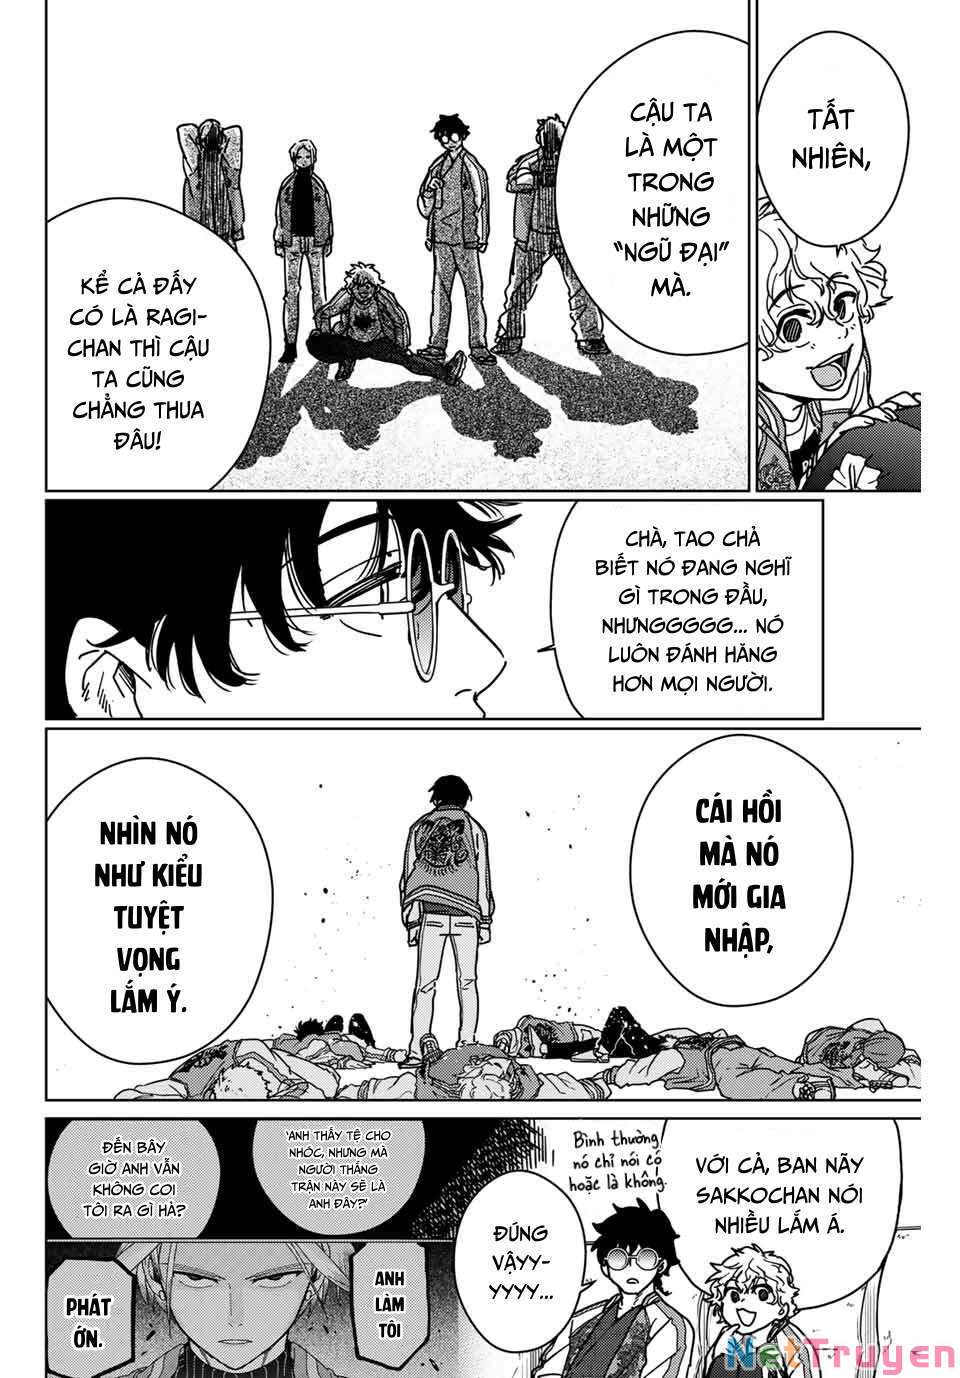 TẤT
NHIÊN,
CẬU TA
LÀ MỘT
TRONG
NHỮNG
“NGŨ ĐẠI”
MÀ.
KỂ CẢ ĐẤY
CÓ LÀ RAGI-
CHAN THÌ CẬU
TA CŨNG
CHẲNG THUA
ĐÂU!
CHÀ, TAO CHẢ
BIẾT NÓ ĐANG NGHĨ
GÌ TRONG ĐẦU,
NHƯNGGGGG... NÓ
LUÔN ĐÁNH HĂNG
HƠN MỌI NGƯỜI.
CÁI HỒI
MÀ NÓ
MỚI GIA
NHẬP,
NHÌN NÓ
NHƯ KIỂU
TUYỆT
VỌNG
LẮM Ý.
VỚI CẢ, BAN NÃY
SAKKOCHAN NÓI
NHIỀU LẮM Á.
Bình thường
nó chỉ nói có
hoặc là không.
ĐÚNG
VẬYY-
YYYY...
'ANH THẤY TỆ CHO
NHÓC, NHƯNG MÀ
NGƯỜI THẮNG
TRẬN NÀY SẼ LÀ
ANH ĐÂY?'
ĐẾN BÂY
GIỜ ANH VẪN
KHÔNG COI
TÔI RA GÌ HẢ?
ANH
LÀM
TÔI
PHÁT
ỚN.
NetTruyen